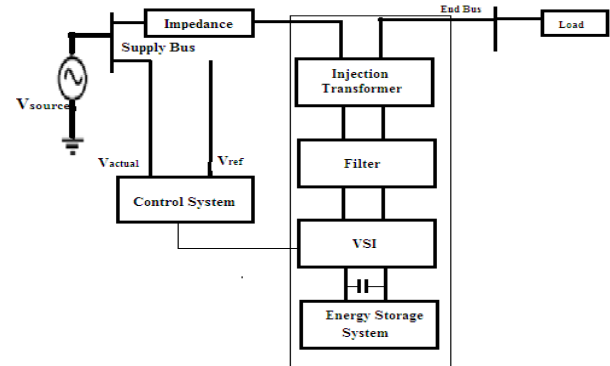 End Bus
Impedance
Load
Supply Bus
Injection
Transformer
Vsource
Vactual
Vref
Filter
Control System
VSI
Energy Storage
System